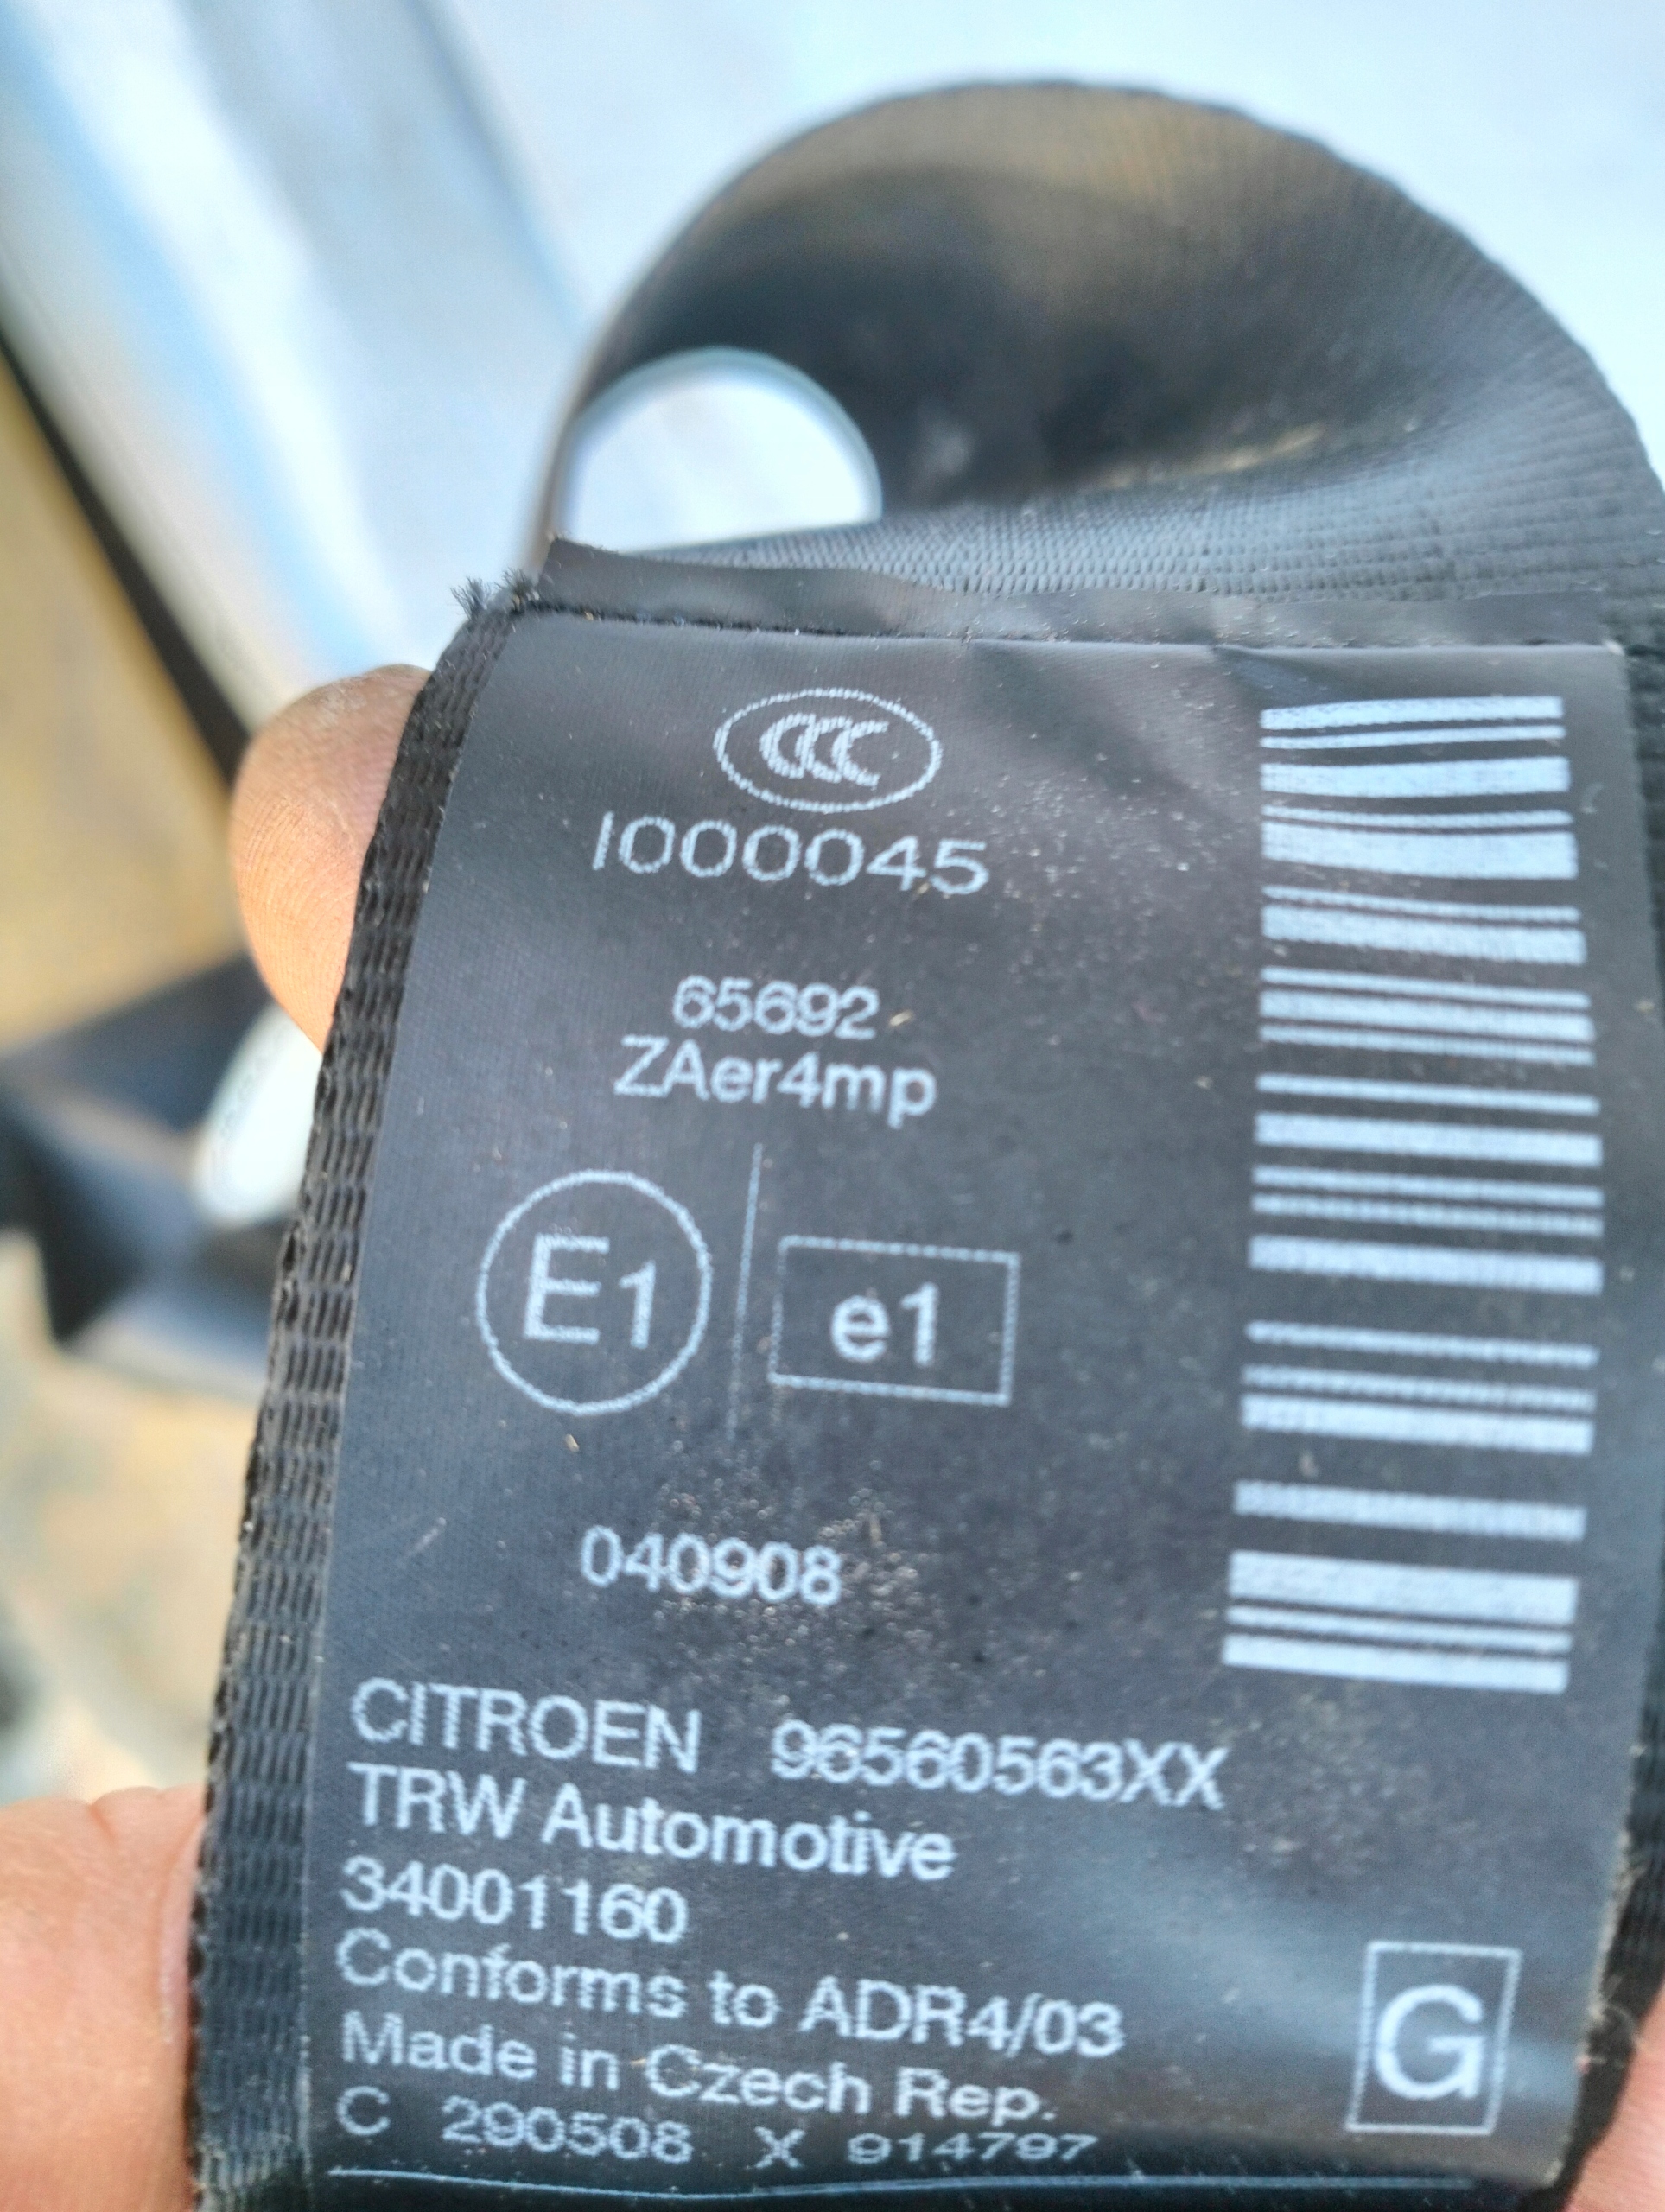 CCC
I000045
65692
ZAer4mp
E1 e1
040908
CITROEN 96560563XX
TRW Automotive
34001160
Conforms to ADR4/03
Made in Czech Rep.
G
C 290508 X 914797